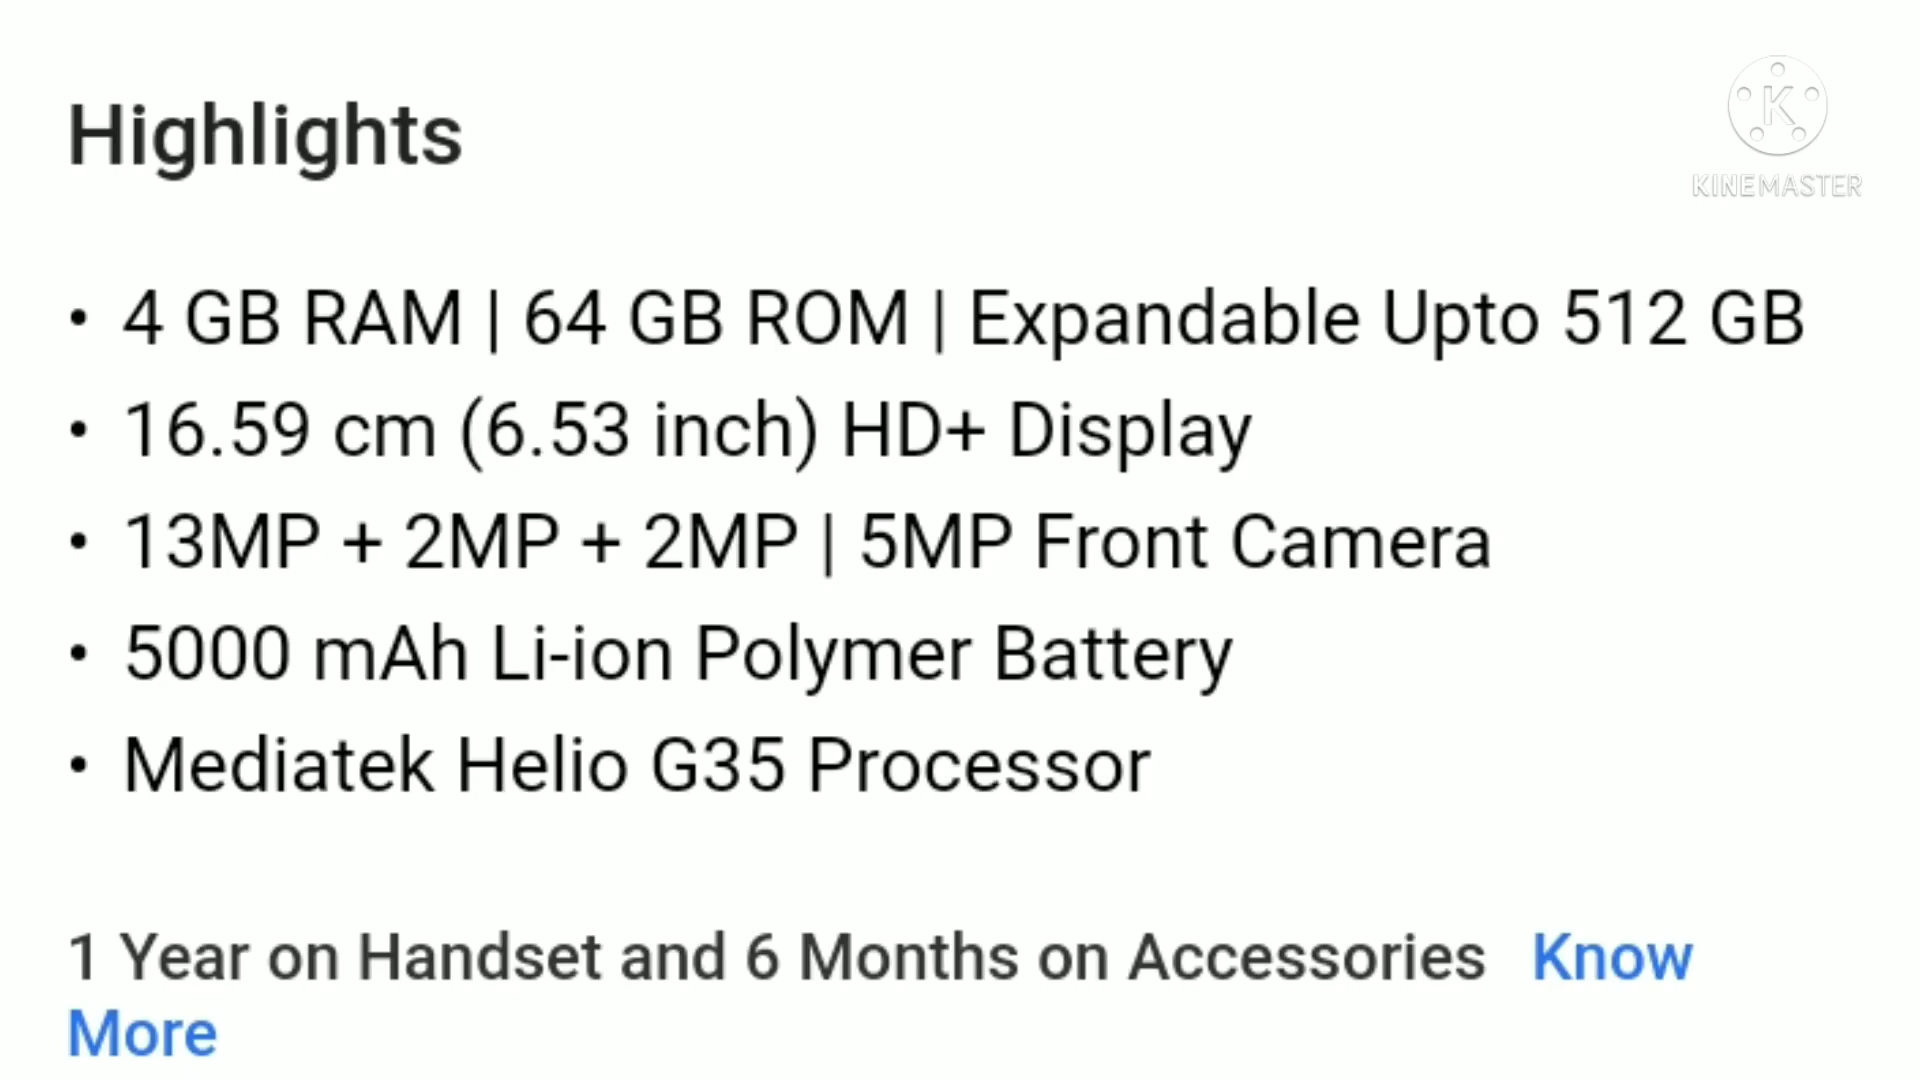 Highlights
K
KINEMASTER
• 4 GB RAM | 64 GB ROM | Expandable Upto 512 GB
• 16.59 cm (6.53 inch) HD+ Display
• 13MP + 2MP + 2MP | 5MP Front Camera
• 5000 mAh Li-ion Polymer Battery
• Mediatek Helio G35 Processor
1 Year on Handset and 6 Months on Accessories Know
More